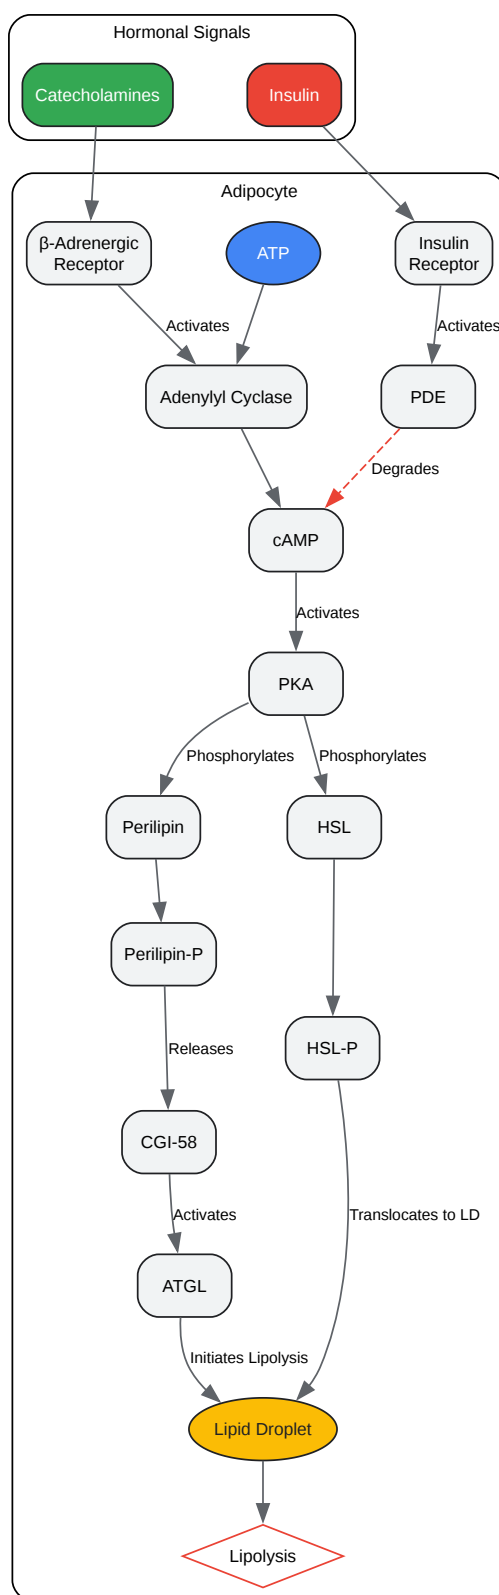 Hormonal Signals
Catecholamines
Insulin
Adipocyte
β-Adrenergic
Receptor
ATP
Insulin
Receptor
Activates
Activates
Adenylyl Cyclase
PDE
Degrades
cAMP
Activates
PKA
Phosphorylates
Phosphorylates
Perilipin
HSL
Perilipin-P
HSL-P
Releases
CGI-58
Activates
Translocates to LD
ATGL
Initiates Lipolysis
Lipid Droplet
Lipolysis